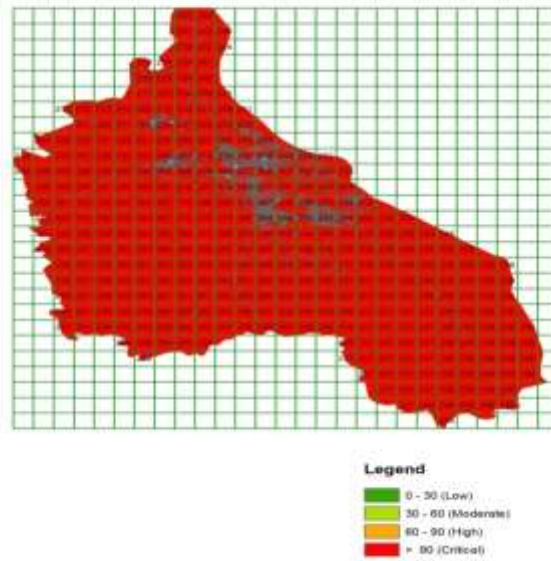 Legend
0 - 30 (Low)
30 - 60 (Moderate)
60 - 90 (High)
> 90 (Critical)